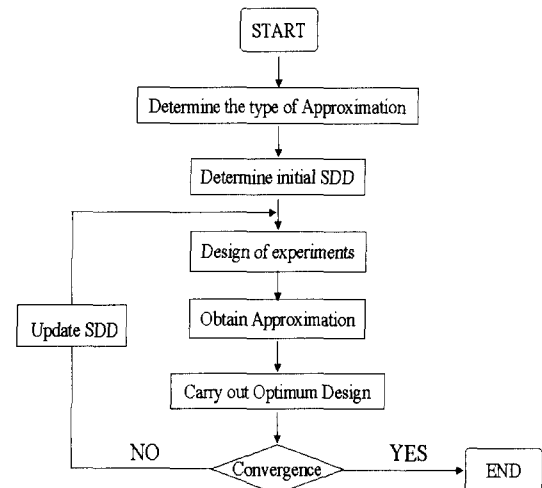 START
Determine the type of Approximation
Determine initial SDD
Design of experiments
Obtain Approximation
Update SDD
Carry out Optimum Design
NO
Convergence
YES
END